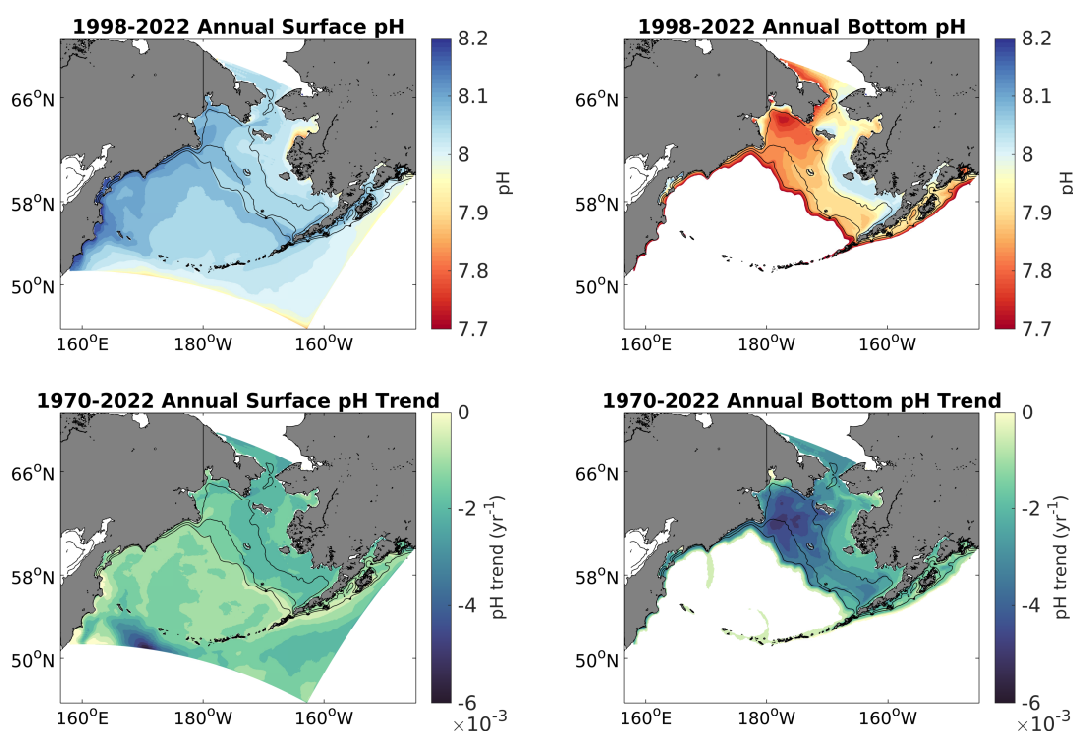 1998-2022 Annual Surface pH
66°N
58°N
50°N
160°E
180°W
160°W
8.2
8.1
8
7.9
7.8
7.7
pH
1998-2022 Annual Bottom pH
66°N
58°N
50°N
160°E
180°W
160°W
8.2
8.1
8
7.9
7.8
7.7
pH
1970-2022 Annual Surface pH Trend
66°N
58°N
50°N
160°E
180°W
160°W
0
-2
-4
-6
×10⁻³
pH trend (yr⁻¹)
1970-2022 Annual Bottom pH Trend
66°N
58°N
50°N
160°E
180°W
160°W
0
-2
-4
-6
×10⁻³
pH trend (yr⁻¹)